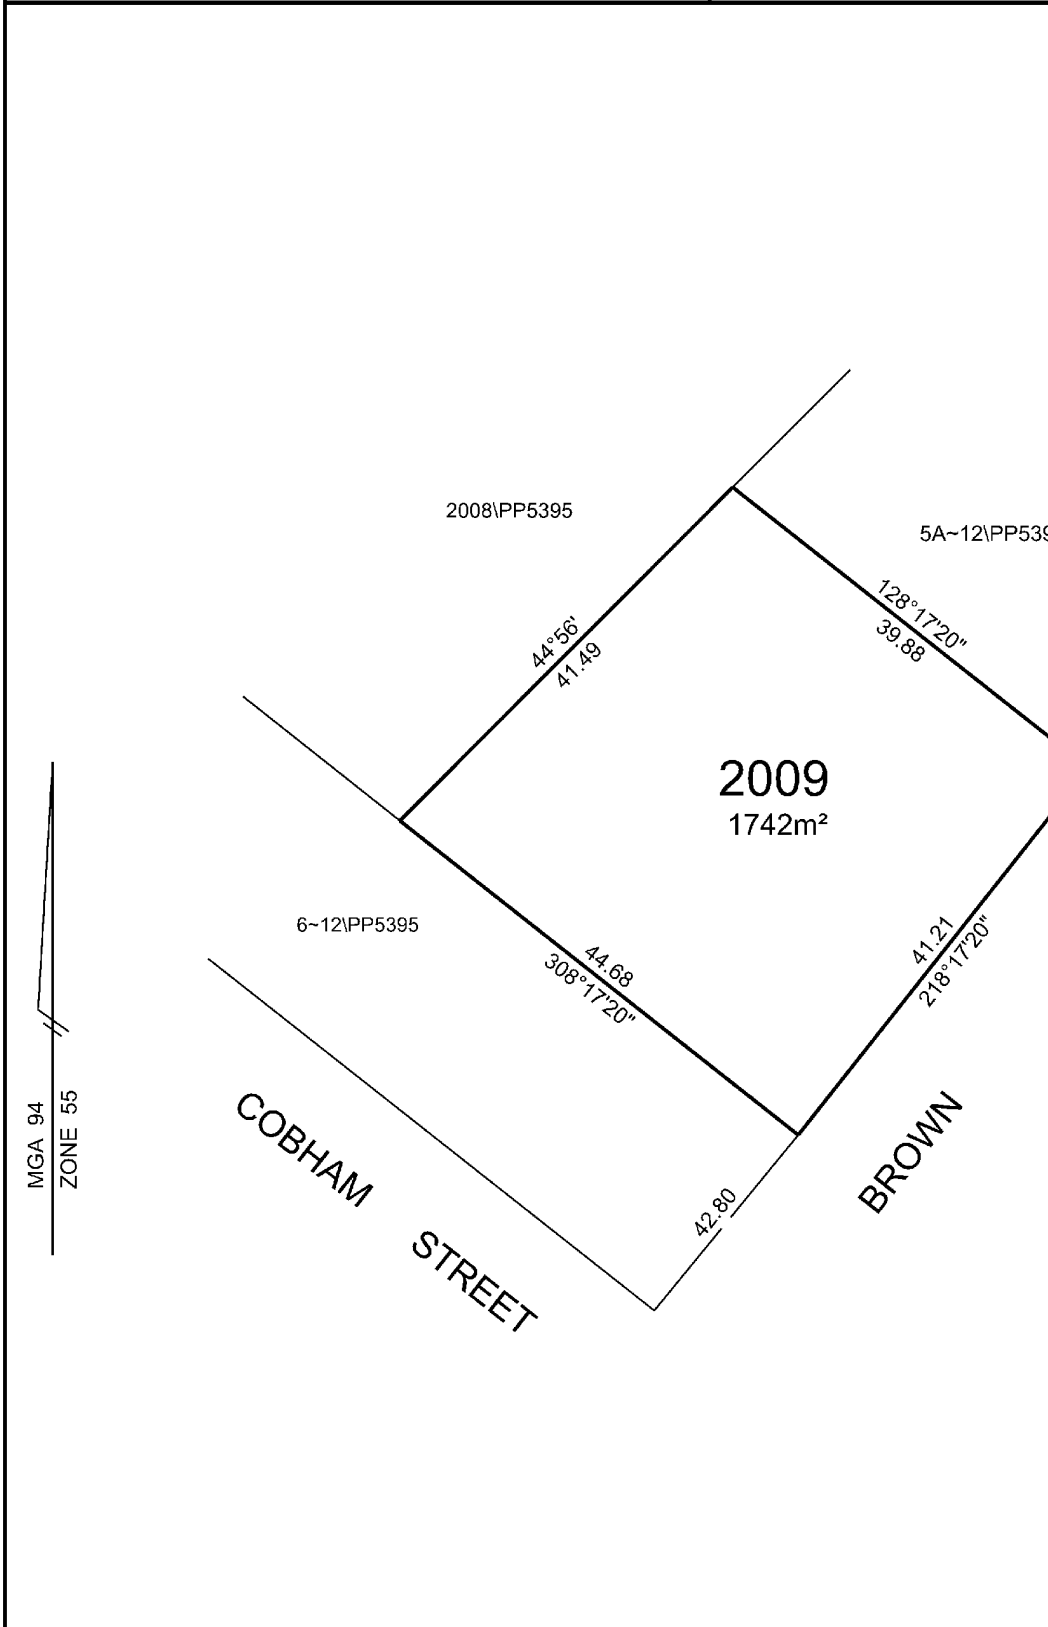 2008\PP5395
5A~12\PP539
128°17'20"
39.88
44°56'
41.49
2009
1742m²
6~12\PP5395
44.68
308°17'20"
41.21
218°17'20"
MGA 94
ZONE 55
COBHAM STREET
BROWN
42.80